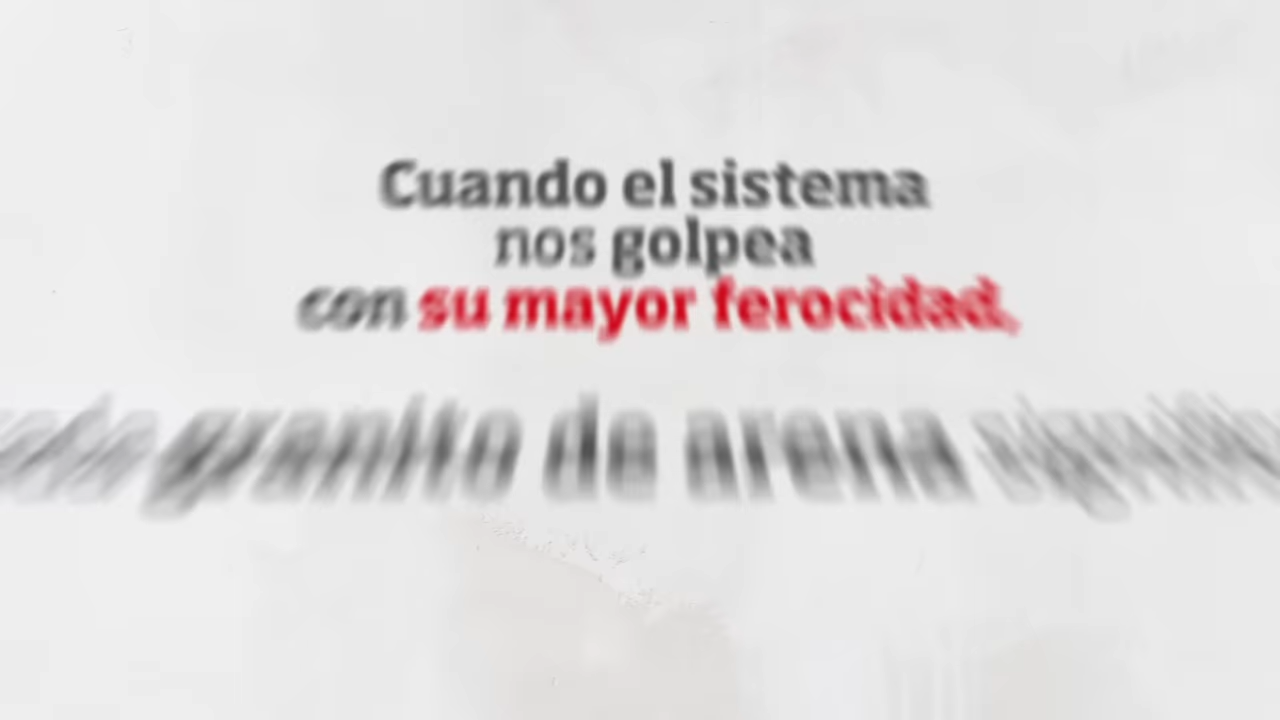 Cuando el sistema
nos golpea
con su mayor ferocidad,
granito de arena